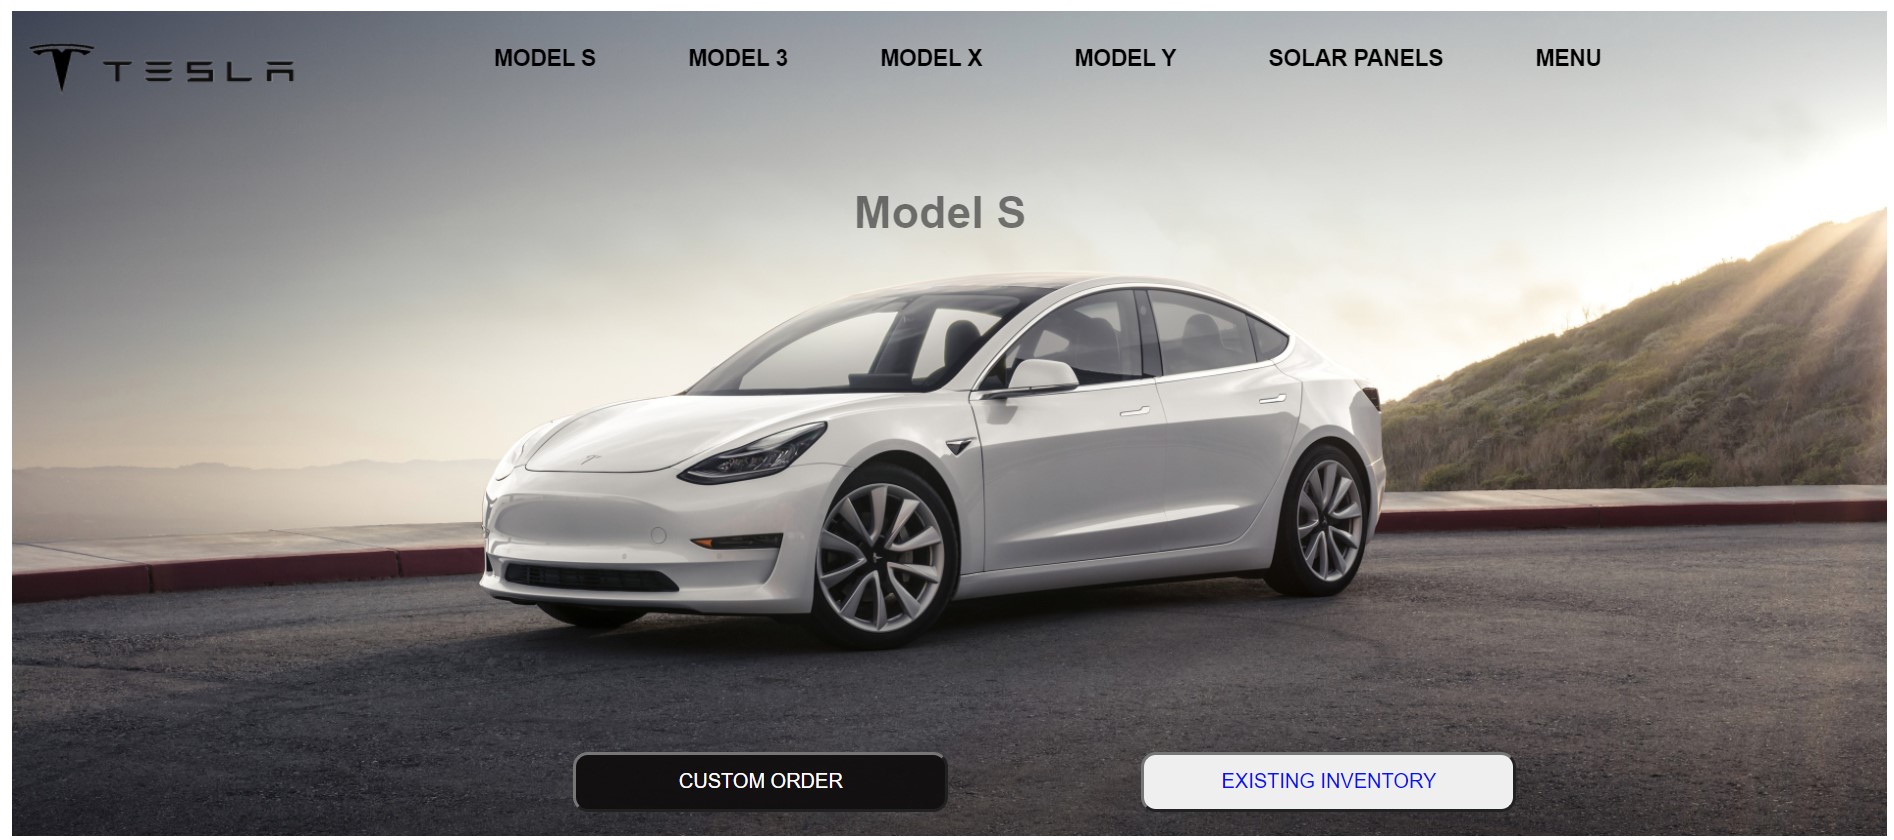 TESLA
MODEL S MODEL 3 MODEL X MODEL Y SOLAR PANELS MENU
Model S
CUSTOM ORDER EXISTING INVENTORY